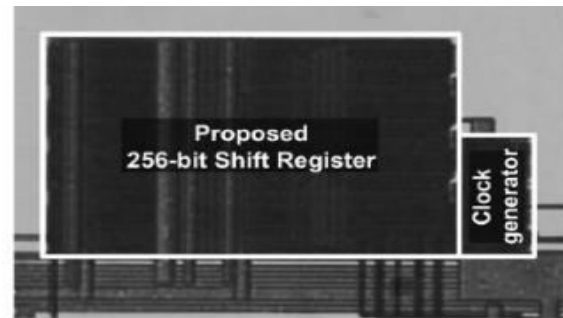 Proposed
256-bit Shift Register
Clock
generator